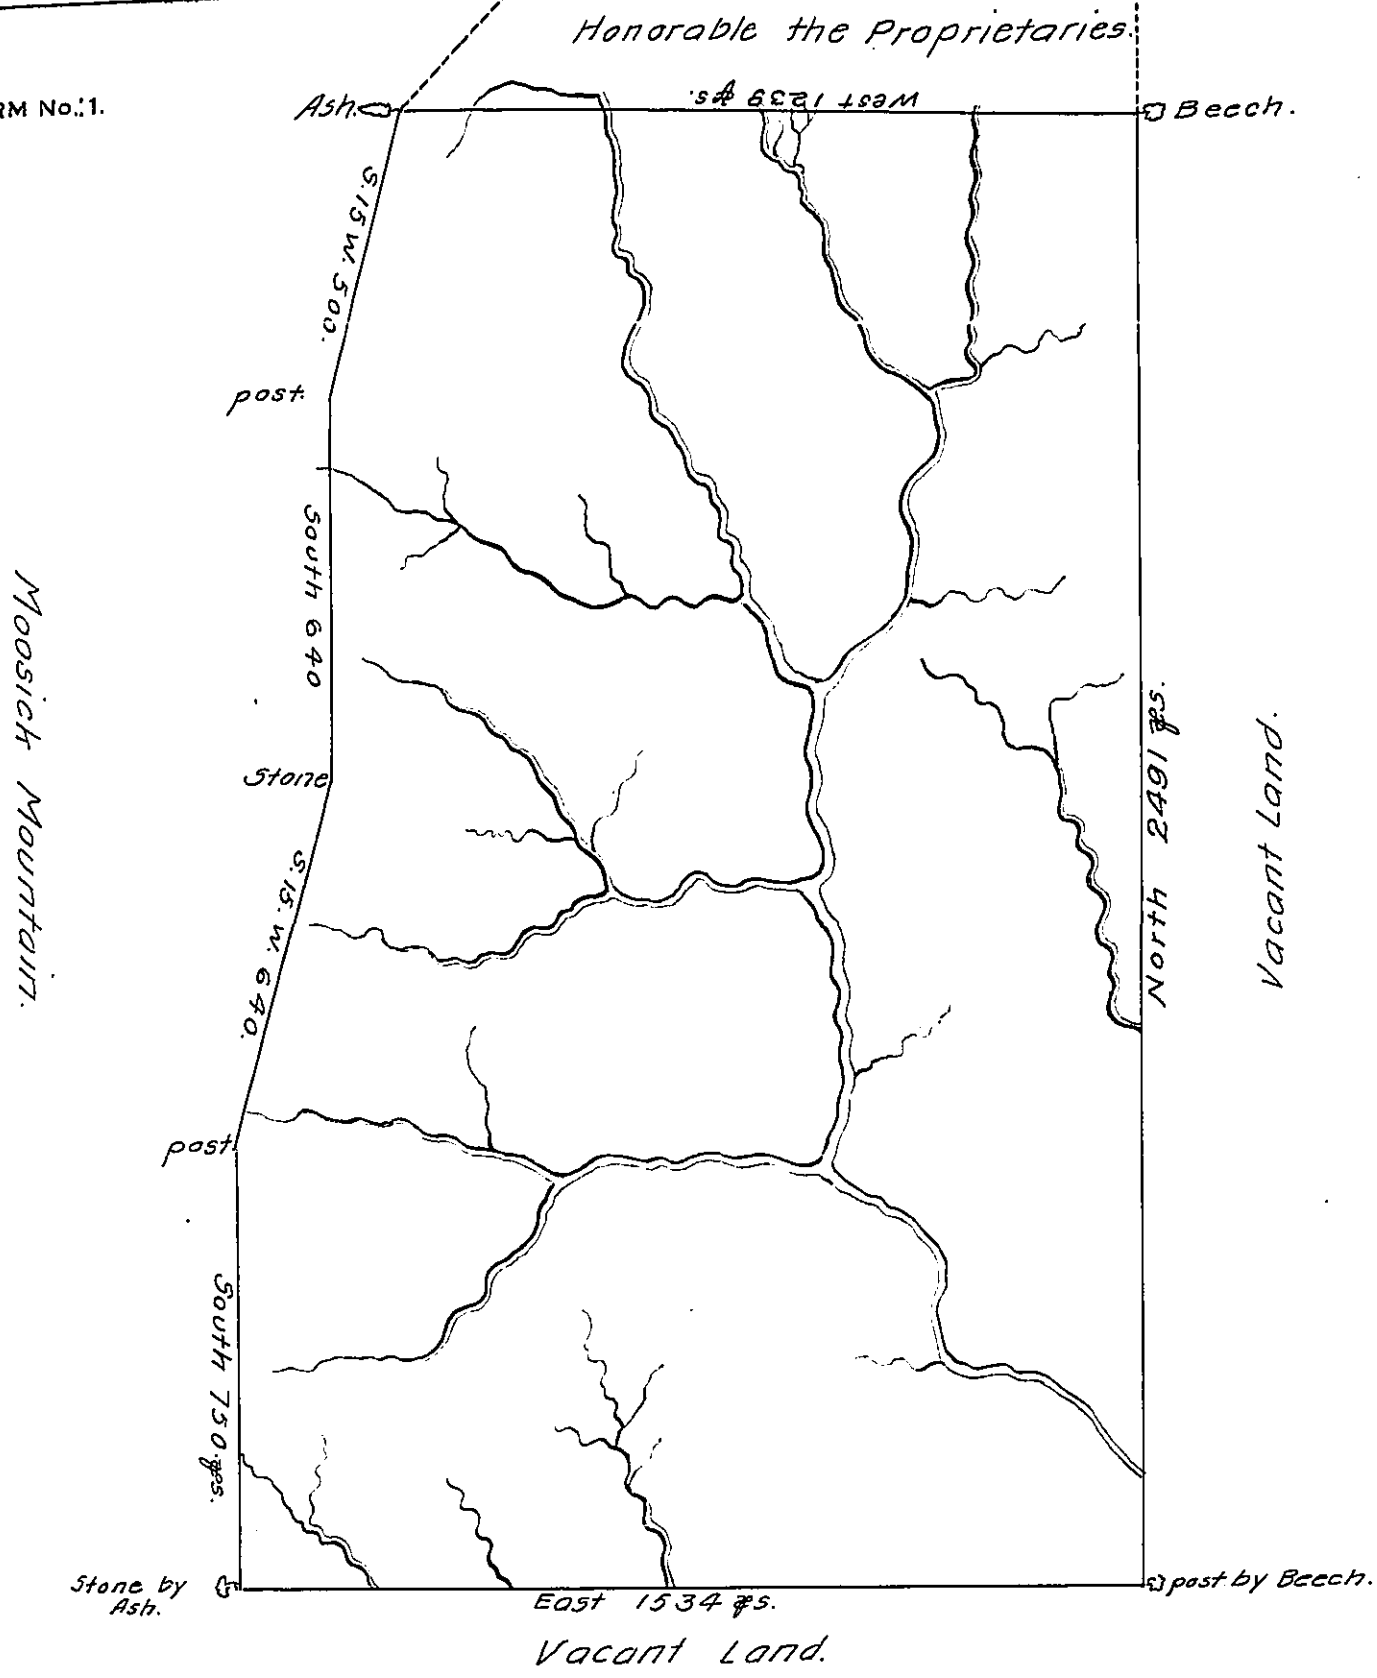 Honorable the Proprietaries.
RM No. 1.
Ash.
West 1239 ps.
Beech.
S. 15 W. 500.
post.
South 640
Stone
S. 15. W. 640.
post
South 750 ps.
Moosich Mountain.
North 2491 ps.
Vacant Land.
Stone by
Ash.
East 1534 ps.
post by Beech.
Vacant Land.